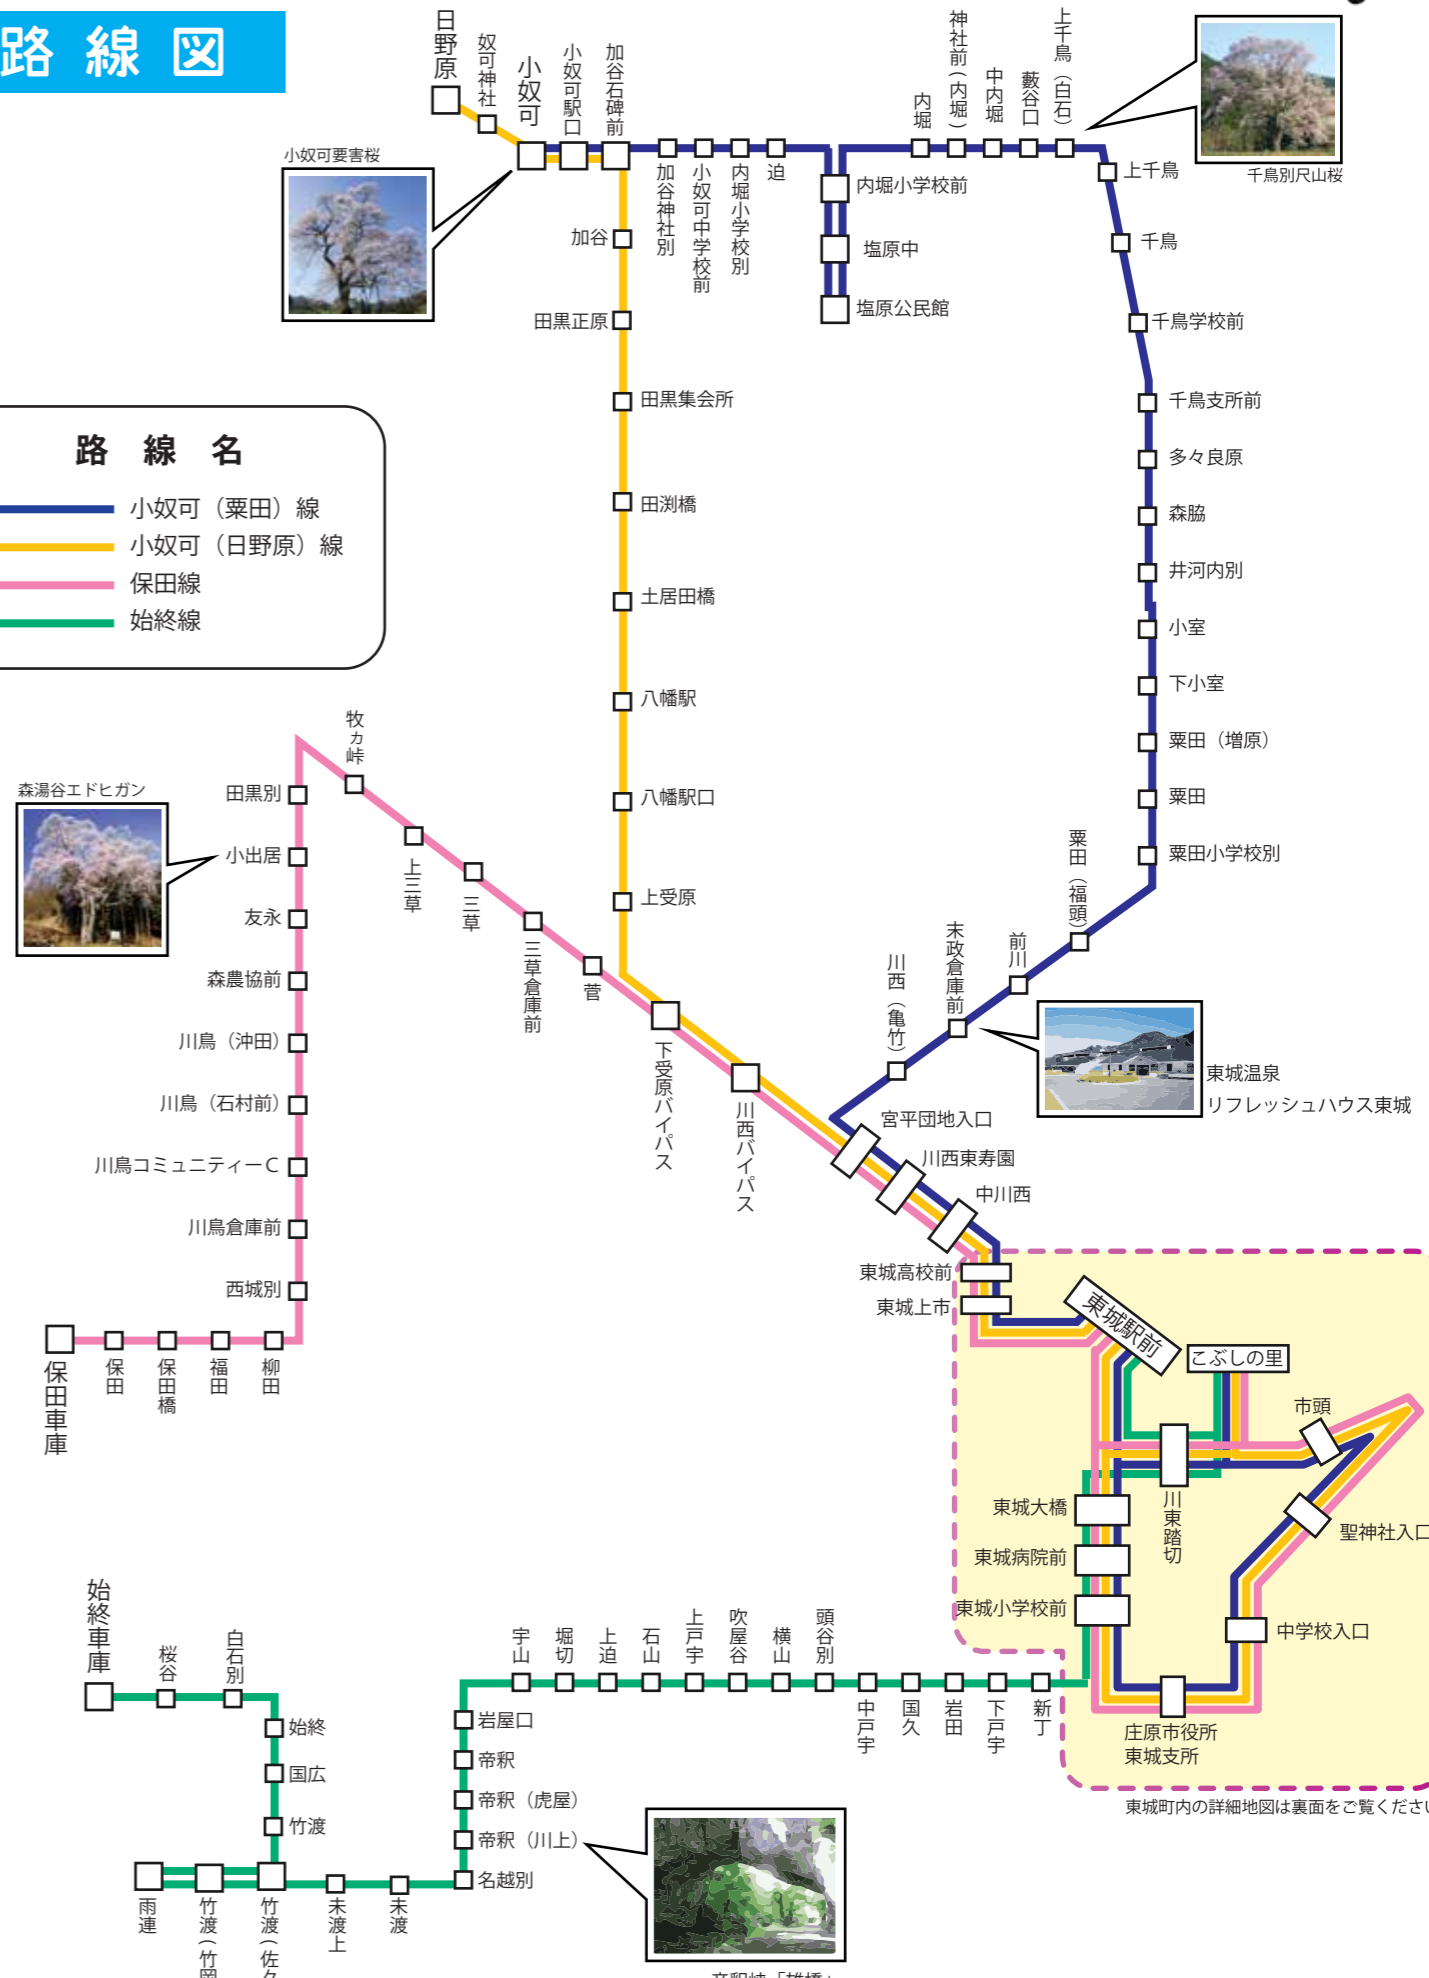 路線図
日野原
奴可神社
小奴可
小奴可駅口
加谷石碑前
加谷神社別
小奴可中学校前
内堀小学校別
迫
内堀小学校前
塩原中
塩原公民館
内堀
神社前（内堀）
中内堀
藪谷口
上千鳥（白石）
千鳥別尺山桜
上千鳥
千鳥
千鳥学校前
千鳥支所前
多々良原
森脇
井河内別
小室
下小室
粟田（増原）
粟田
粟田小学校別
粟田（福頭）
前川
末政倉庫前
川西（亀竹）
東城温泉
リフレッシュハウス東城
小奴可要害桜
加谷
田黒正原
田黒集会所
田渕橋
土居田橋
八幡駅
八幡駅口
上受原
路線名
小奴可（粟田）線
小奴可（日野原）線
保田線
始終線
森湯谷エドヒガン
牧ヵ峠
上三草
三草
三草倉庫前
菅
下受原バイパス
川西バイパス
宮平団地入口
川西東寿園
中川西
東城高校前
東城上市
田黒別
小出居
友永
森農協前
川鳥（沖田）
川鳥（石村前）
川鳥コミュニティーC
川鳥倉庫前
西城別
柳田
福田
保田橋
保田
保田車庫
東城駅前
こぶしの里
市頭
川東踏切
聖神社入口
中学校入口
東城大橋
東城病院前
東城小学校前
庄原市役所
東城支所
東城町内の詳細地図は裏面をご覧くださ
始終車庫
桜谷
白石別
始終
国広
竹渡
雨連
竹渡（竹岡
竹渡（佐々
未渡上
未渡
名越別
帝釈（川上）
帝釈（虎屋）
帝釈
岩屋口
宇山
堀切
上迫
石山
上戸宇
吹屋谷
横山
頭谷別
中戸宇
国久
岩田
下戸宇
新丁